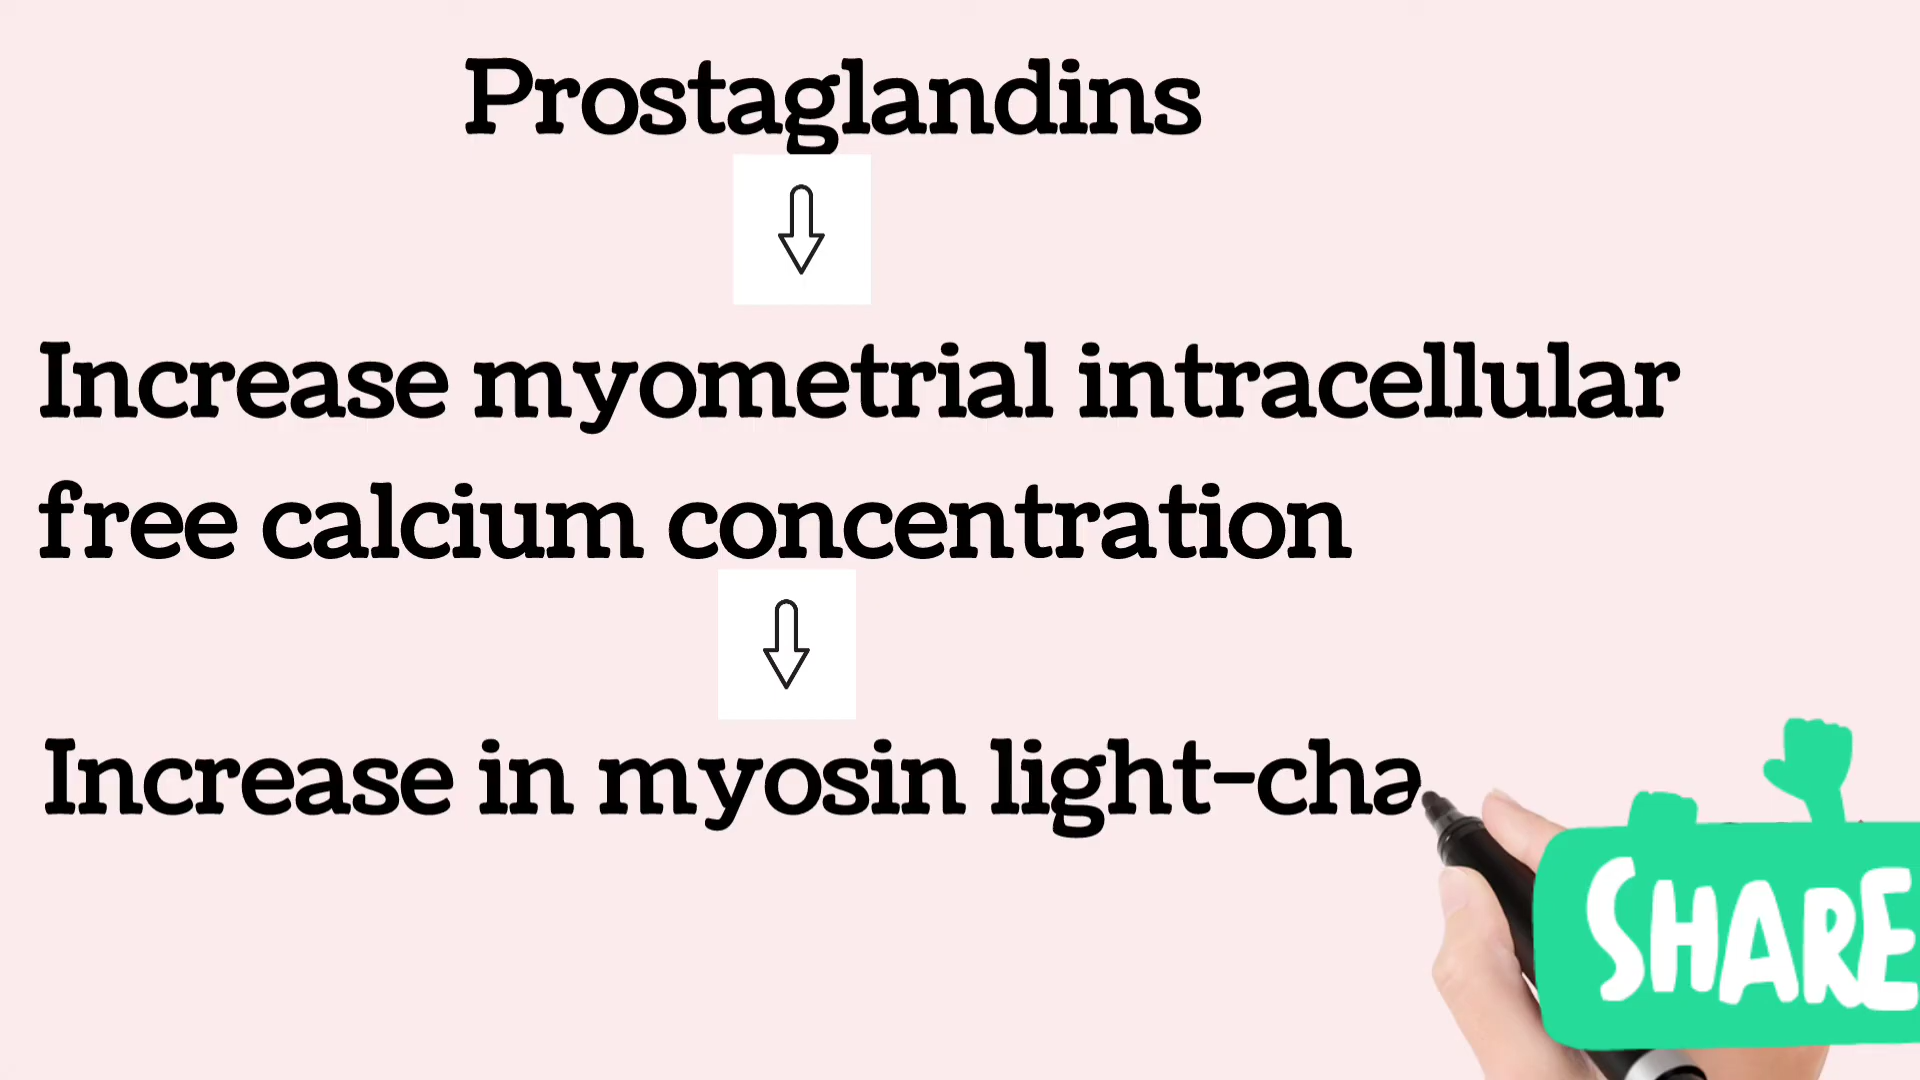 Prostaglandins
Increase myometrial intracellular
free calcium concentration
Increase in myosin light-cha
SHARE